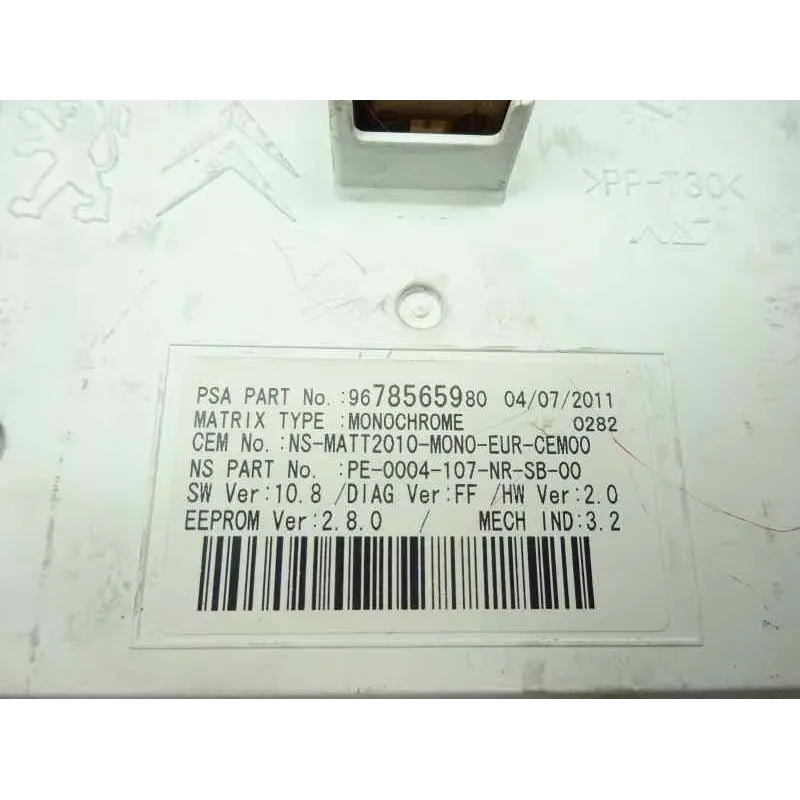 >PP-T30<
PSA PART No. :9678565980 04/07/2011
MATRIX TYPE :MONOCHROME 0282
CEM No. :NS-MATT2010-MONO-EUR-CEM00
NS PART No. :PE-0004-107-NR-SB-00
SW Ver:10.8 /DIAG Ver:FF /HW Ver:2.0
EEPROM Ver:2.8.0 / MECH IND:3.2